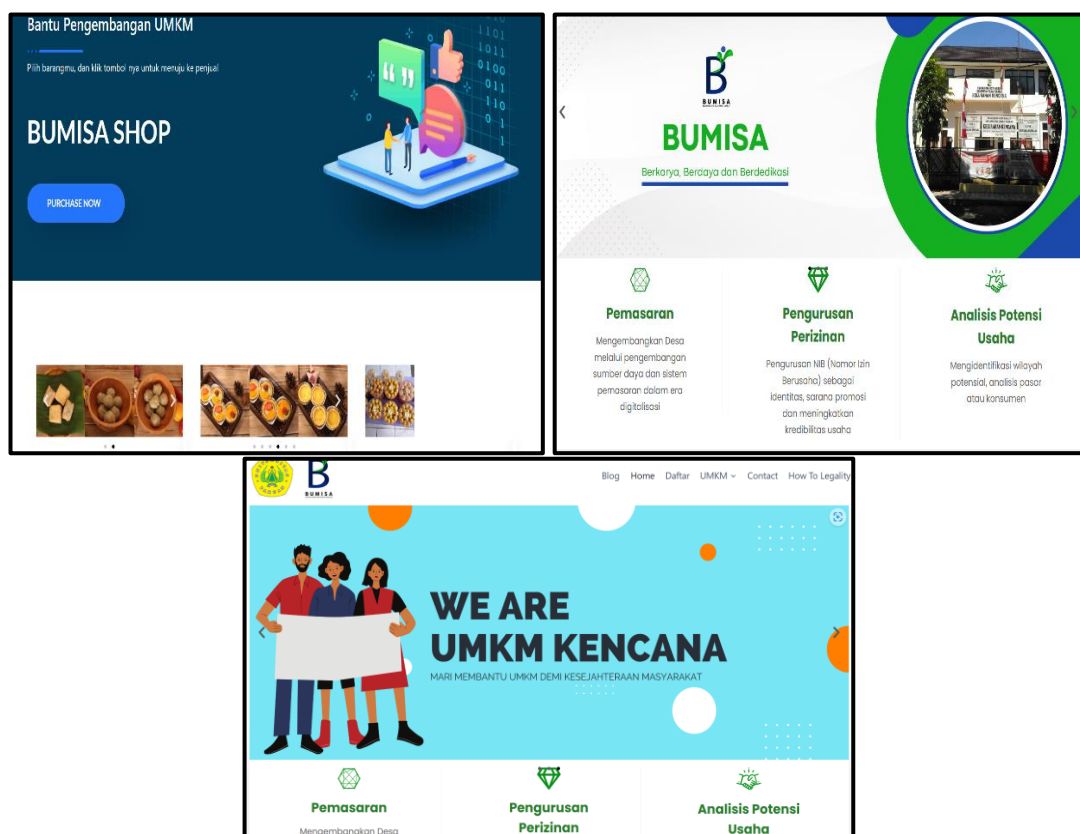 Bantu Pengembangan UMKM
Pilih barangmu, dan klik tombol nya untuk menuju ke penjual
BUMISA SHOP
PURCHASE NOW
BUMISA
BUMISA
Berkarya, Berdaya dan Berdedikasi
Pemasaran
Mengembangkan Desa
melalui pengembangan
sumber daya dan sistem
pemasaran dalam era
digitalisasi
Pengurusan
Perizinan
Pengurusan NIB (Nomor Izin
Berusaha) sebagai
identitas, sarana promosi
dan meningkatkan
kredibilitas usaha
Analisis Potensi
Usaha
Mengidentifikasi wilayah
potensial, analisis pasar
atau konsumen
BUMISA
Blog Home Daftar UMKM Contact How To Legality
WE ARE
UMKM KENCANA
MARI MEMBANTU UMKM DEMI KESEJAHTERAAN MASYARAKAT
Pemasaran
Mengembangkan Desa
Pengurusan
Perizinan
Analisis Potensi
Usaha